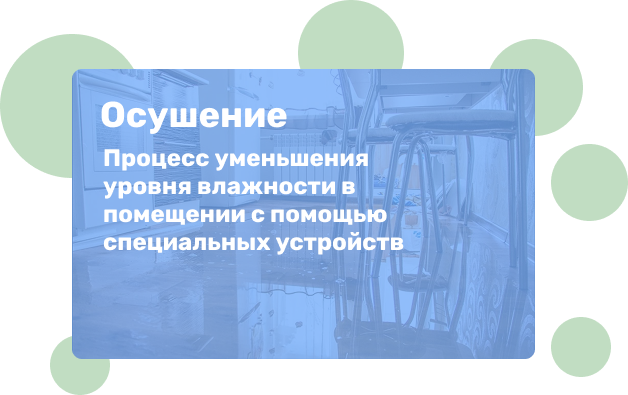 Осушение
Процесс уменьшения
уровня влажности в
помещении с помощью
специальных устройств